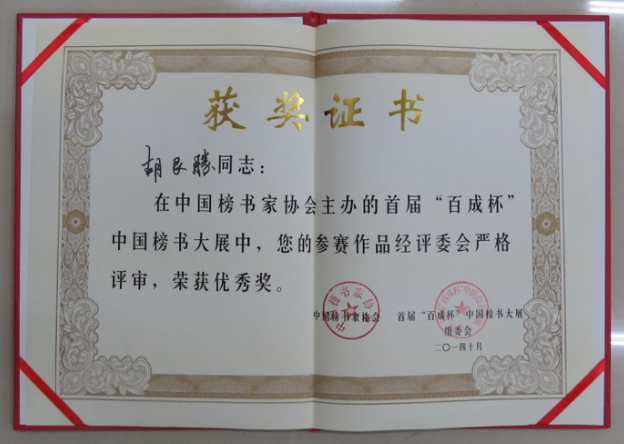 获奖证书
胡良勝同志：
在中国榜书家协会主办的首届“百成杯”
中国榜书大展中，您的参赛作品经评委会严格
评审，荣获优秀奖。
中国榜书家协会 首届“百成杯”中国榜书大展
组委会
二〇一四十月